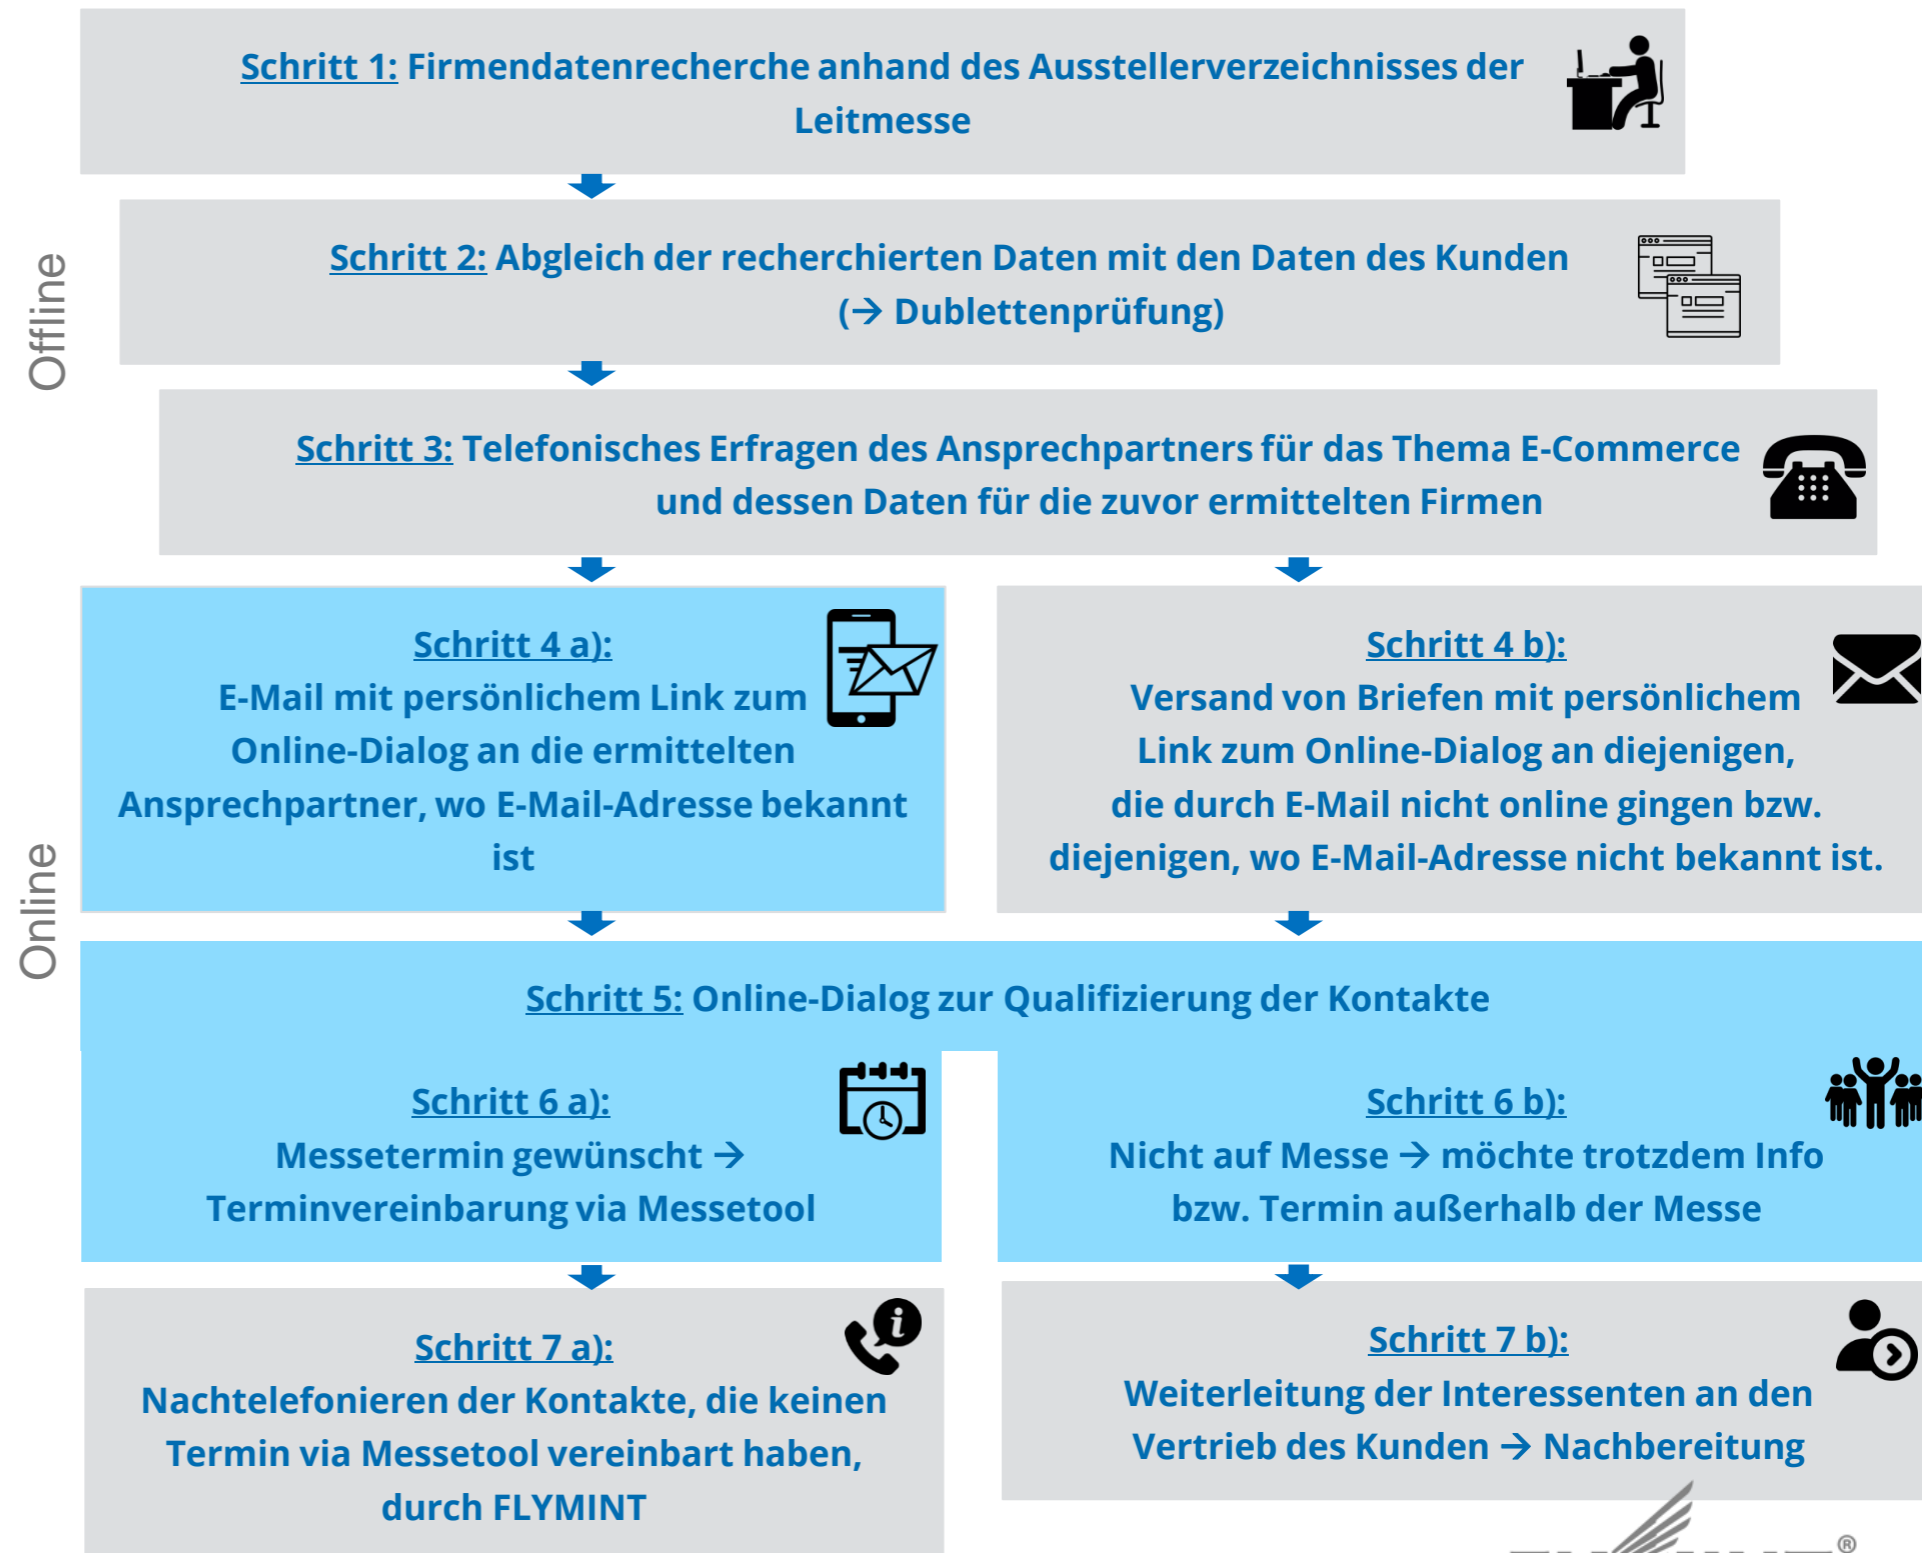 Schritt 1: Firmendatenrecherche anhand des Ausstellerverzeichnisses der
Leitmesse
Offline
Schritt 2: Abgleich der recherchierten Daten mit den Daten des Kunden
(→ Dublettenprüfung)
Schritt 3: Telefonisches Erfragen des Ansprechpartners für das Thema E-Commerce
und dessen Daten für die zuvor ermittelten Firmen
Online
Schritt 4 a):
E-Mail mit persönlichem Link zum
Online-Dialog an die ermittelten
Ansprechpartner, wo E-Mail-Adresse bekannt
ist
Schritt 4 b):
Versand von Briefen mit persönlichem
Link zum Online-Dialog an diejenigen,
die durch E-Mail nicht online gingen bzw.
diejenigen, wo E-Mail-Adresse nicht bekannt ist.
Schritt 5: Online-Dialog zur Qualifizierung der Kontakte
Schritt 6 a):
Messetermin gewünscht →
Terminvereinbarung via Messetool
Schritt 6 b):
Nicht auf Messe → möchte trotzdem Info
bzw. Termin außerhalb der Messe
Schritt 7 a):
Nachtelefonieren der Kontakte, die keinen
Termin via Messetool vereinbart haben,
durch FLYMINT
Schritt 7 b):
Weiterleitung der Interessenten an den
Vertrieb des Kunden → Nachbereitung
®